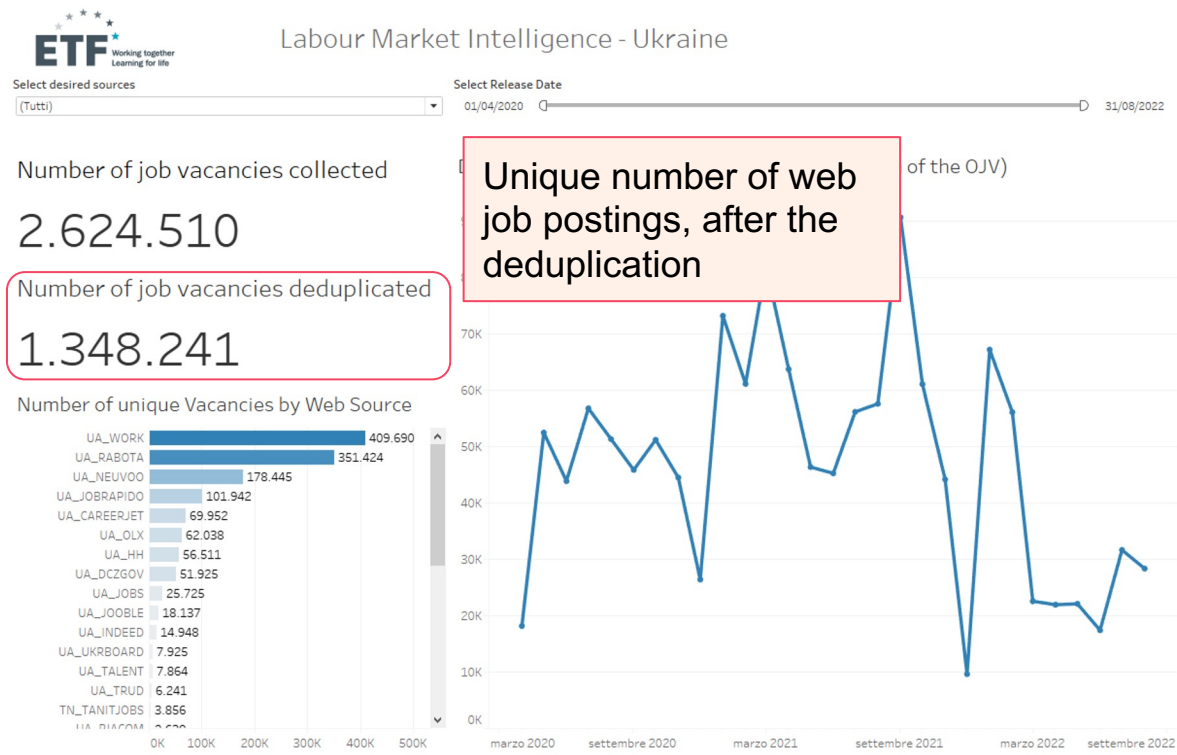 Labour Market Intelligence - Ukraine
ETF
Working together
Learning for life
Select desired sources
(Tutti)
Select Release Date
01/04/2020
31/08/2022
Number of job vacancies collected
2.624.510
Number of job vacancies deduplicated
1.348.241
Unique number of web
job postings, after the
deduplication
of the OJV)
Number of unique Vacancies by Web Source
UA_WORK 409.690
UA_RABOTA 351.424
UA_NEUVOO 178.445
UA_JOBRAPIDO 101.942
UA_CAREERJET 69.952
UA_OLX 62.038
UA_HH 56.511
UA_DCZGOV 51.925
UA_JOBS 25.725
UA_JOOBLE 18.137
UA_INDEED 14.948
UA_UKRBOARD 7.925
UA_TALENT 7.864
UA_TRUD 6.241
TN_TANITJOBS 3.856
0K 100K 200K 300K 400K 500K
70K
60K
50K
40K
30K
20K
10K
0K
marzo 2020 settembre 2020 marzo 2021 settembre 2021 marzo 2022 settembre 2022